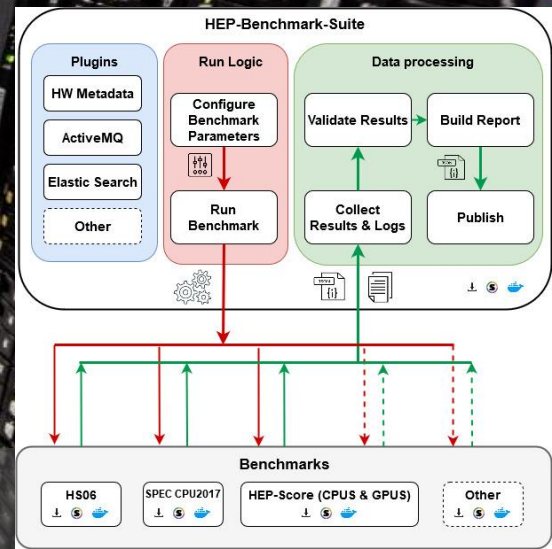 HEP-Benchmark-Suite
Plugins
HW Metadata
ActiveMQ
Elastic Search
Other
Run Logic
Configure
Benchmark
Parameters
Run
Benchmark
Data processing
Validate Results
Build Report
Collect
Results & Logs
Publish
Benchmarks
HS06
SPEC CPU2017
HEP-Score (CPUS & GPUS)
Other